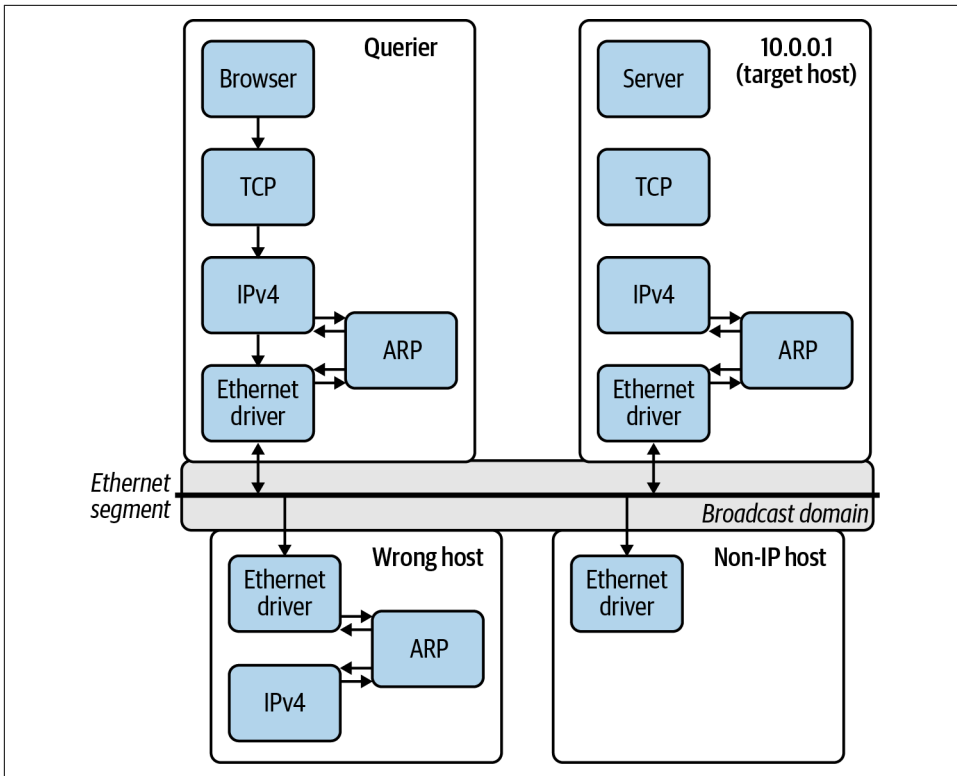 Querier
Browser
TCP
IPv4
ARP
Ethernet
driver
10.0.0.1
(target host)
Server
TCP
IPv4
ARP
Ethernet
driver
Ethernet
segment
Broadcast domain
Wrong host
Ethernet
driver
ARP
IPv4
Non-IP host
Ethernet
driver